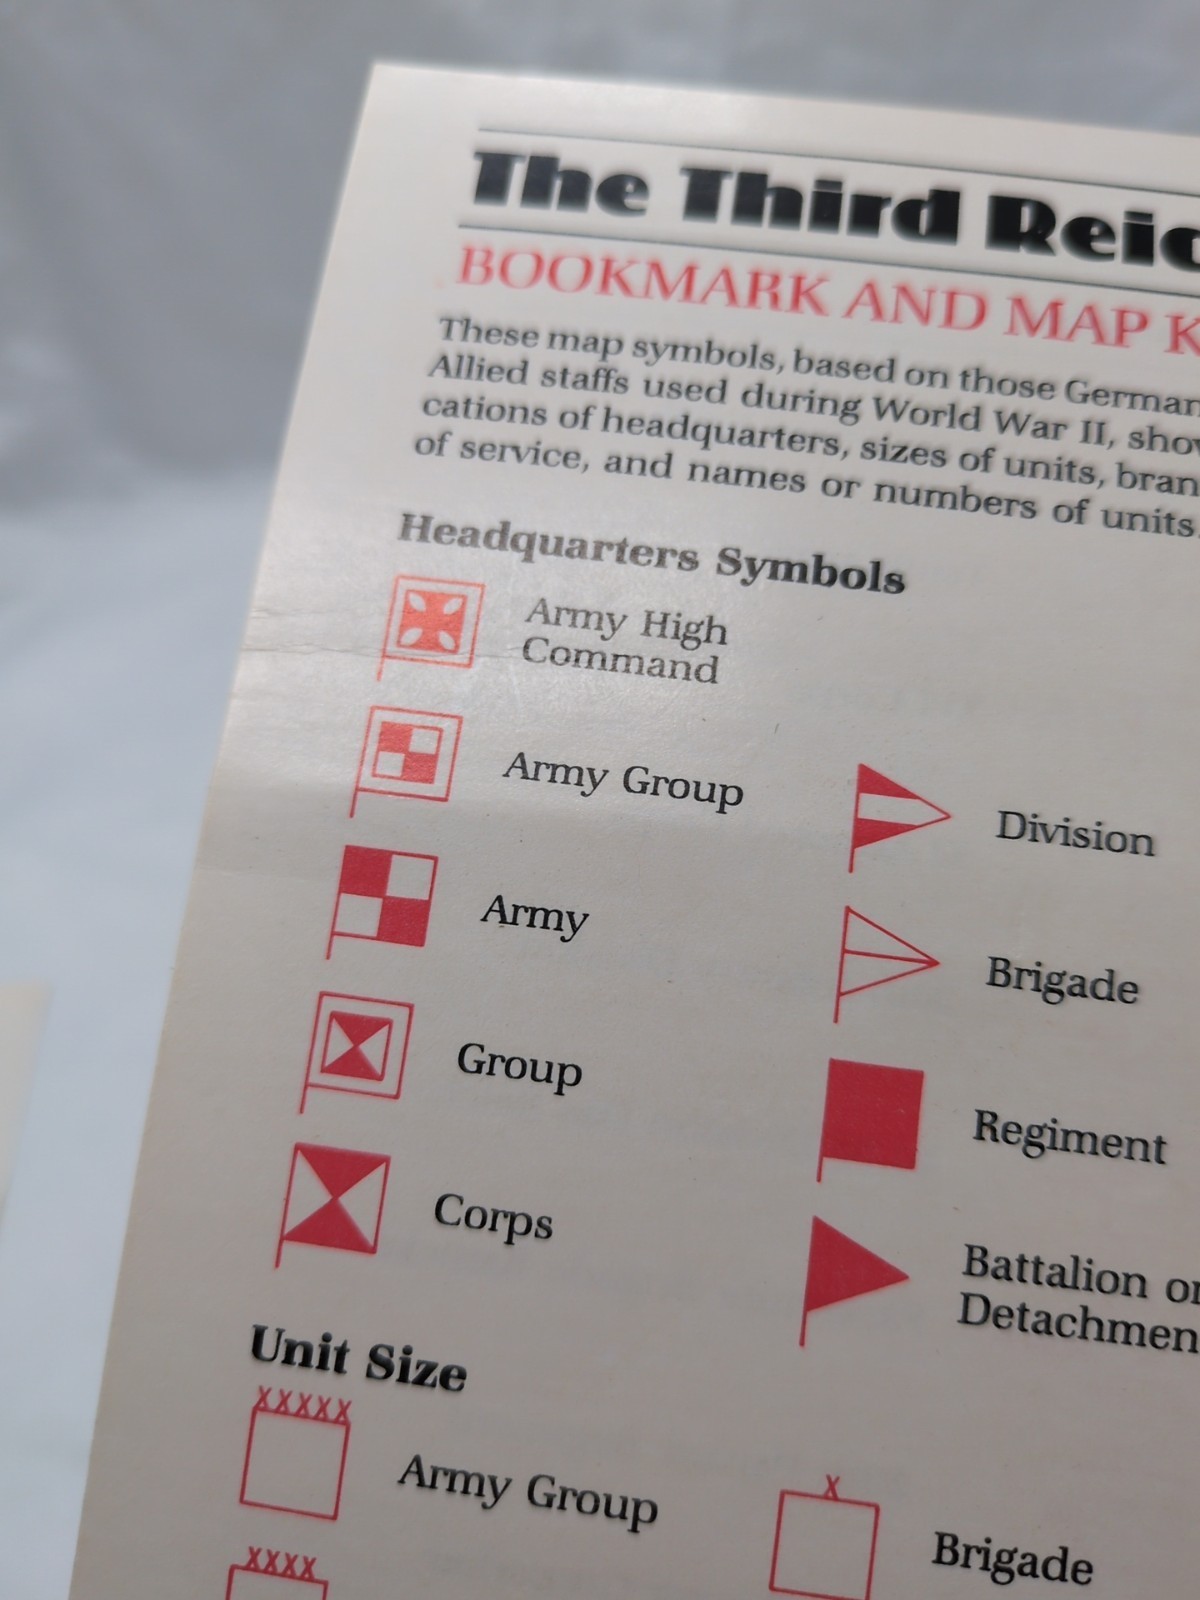 The Third Reic
BOOKMARK AND MAP K
These map symbols, based on those German
Allied staffs used during World War II, show
cations of headquarters, sizes of units, bran
of service, and names or numbers of units.
Headquarters Symbols
Army High
Command
Army Group
Army
Group
Corps
Division
Brigade
Regiment
Battalion or
Detachmen
Unit Size
XXXXX
Army Group
XXXX
X
Brigade